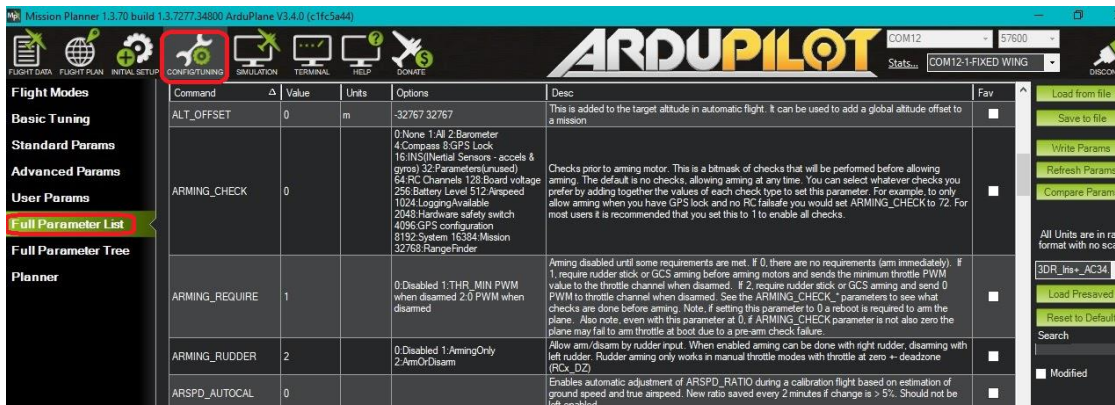 Mission Planner 1.3.70 build 1.3.7277.34800 ArduPlane V3.4.0 (c1fc5a44)
FLIGHT DATA FLIGHT PLAN INITIAL SETUP CONFIG/TUNING SIMULATION TERMINAL HELP DONATE
ARDUPILOT
COM12 57600
Stats... COM12-1-FIXED WING
DISCON
Flight Modes
Basic Tuning
Standard Params
Advanced Params
User Params
Full Parameter List
Full Parameter Tree
Planner
Command Value Units Options Desc Fav
ALT_OFFSET 0 m -32767 32767
This is added to the target altitude in automatic flight. It can be used to add a global altitude offset to
a mission
ARMING_CHECK 0
0:None 1:All 2:Barometer
4:Compass 8:GPS Lock
16:INS(INertial Sensors - accels &
gyros) 32:Parameters(unused)
64:RC Channels 128:Board voltage
256:Battery Level 512:Airspeed
1024:LoggingAvailable
2048:Hardware safety switch
4096:GPS configuration
8192:System 16384:Mission
32768:RangeFinder
Checks prior to arming motor. This is a bitmask of checks that will be performed before allowing
arming. The default is no checks, allowing arming at any time. You can select whatever checks you
prefer by adding together the values of each check type to set this parameter. For example, to only
allow arming when you have GPS lock and no RC failsafe you would set ARMING_CHECK to 72. For
most users it is recommended that you set this to 1 to enable all checks.
ARMING_REQUIRE 1
0:Disabled 1:THR_MIN PWM
when disarmed 2:0 PWM when
disarmed
Arming disabled until some requirements are met. If 0, there are no requirements (arm immediately). If
1, require rudder stick or GCS arming before arming motors and sends the minimum throttle PWM
value to the throttle channel when disarmed. If 2, require rudder stick or GCS arming and send 0
PWM to throttle channel when disarmed. See the ARMING_CHECK_* parameters to see what
checks are done before arming. Note, if setting this parameter to 0 a reboot is required to arm the
plane. Also note, even with this parameter at 0, if ARMING_CHECK parameter is not also zero the
plane may fail to arm throttle at boot due to a pre-arm check failure.
ARMING_RUDDER 2
0:Disabled 1:ArmingOnly
2:ArmOrDisarm
Allow arm/disarm by rudder input. When enabled arming can be done with right rudder, disarming with
left rudder. Rudder arming only works in manual throttle modes with throttle at zero +- deadzone
(RCx_DZ)
ARSPD_AUTOCAL 0
Enables automatic adjustment of ARSPD_RATIO during a calibration flight based on estimation of
ground speed and true airspeed. New ratio saved every 2 minutes if change is > 5%. Should not be
left enabled.
Load from file
Save to file
Write Params
Refresh Params
Compare Param
All Units are in ra
format with no sca
3DR_Iris+_AC34.
Load Presaved
Reset to Default
Search
Modified